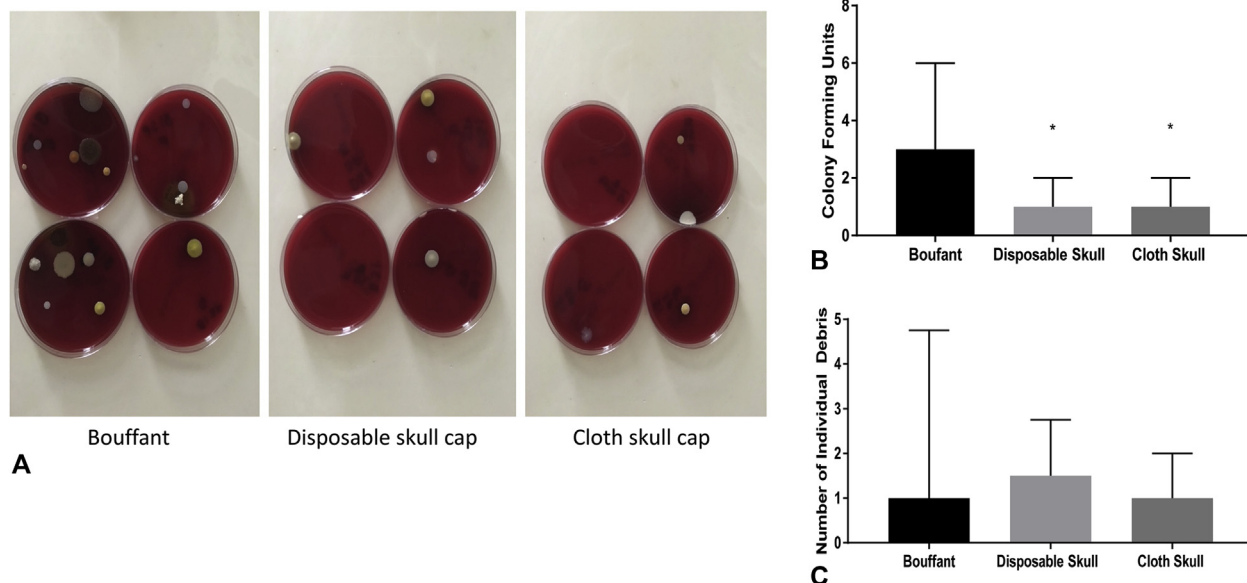 Bouffant
Disposable skull cap
Cloth skull cap
A
Colony Forming Units
8
6
4
2
0
*
*
Boufant
Disposable Skull
Cloth Skull
B
Number of Individual Debris
5
4
3
2
1
0
Bouffant
Disposable Skull
Cloth Skull
C